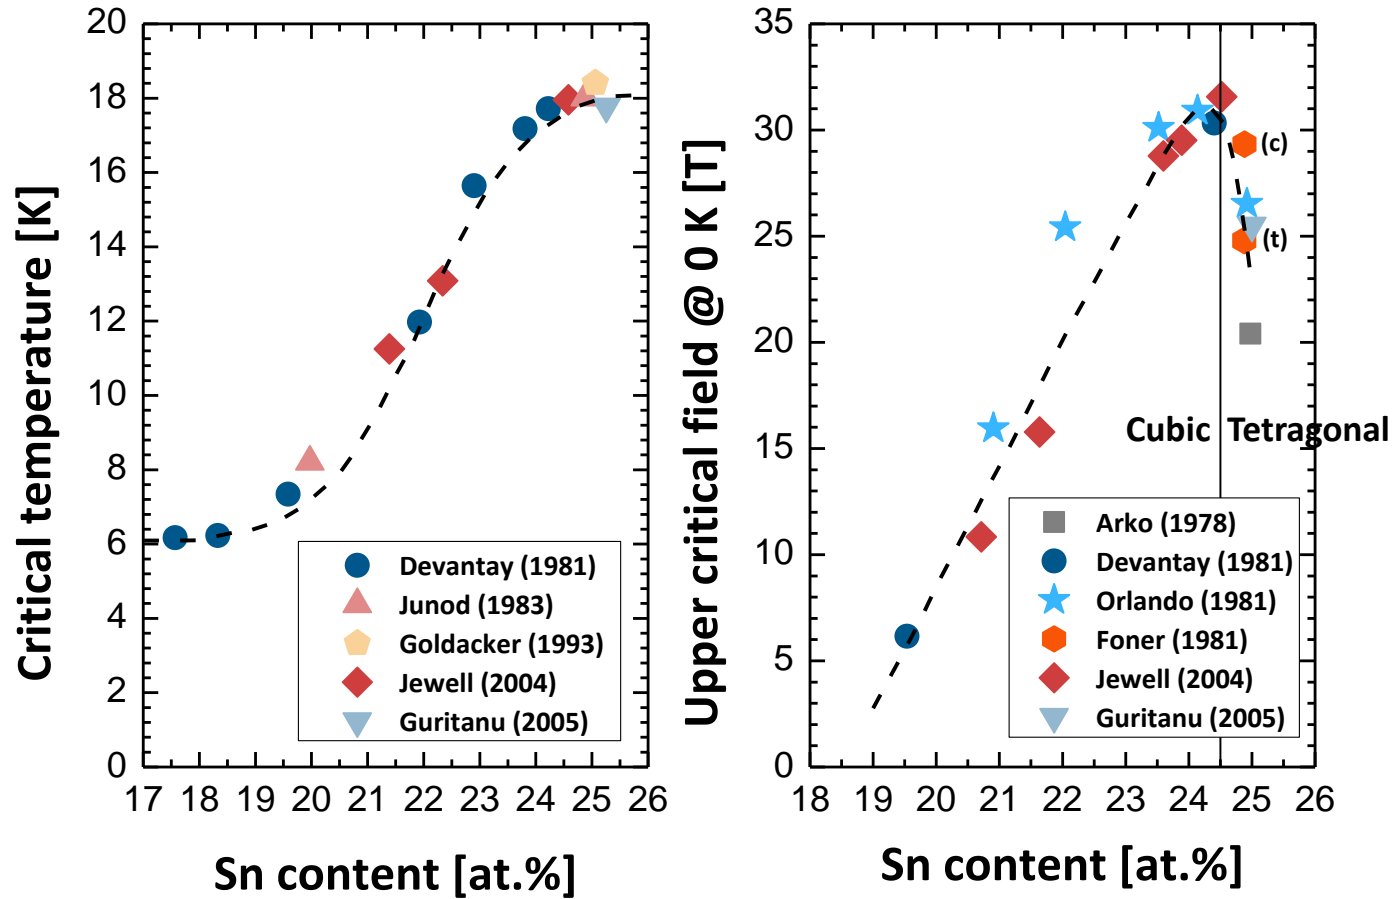 Critical temperature [K]
20
18
16
14
12
10
8
6
4
2
0
Devantay (1981)
Junod (1983)
Goldacker (1993)
Jewell (2004)
Guritanu (2005)
17 18 19 20 21 22 23 24 25 26
Sn content [at.%]
Upper critical field @ 0 K [T]
35
30
25
20
15
10
5
0
(c)
(t)
Cubic Tetragonal
Arko (1978)
Devantay (1981)
Orlando (1981)
Foner (1981)
Jewell (2004)
Guritanu (2005)
18 19 20 21 22 23 24 25 26
Sn content [at.%]